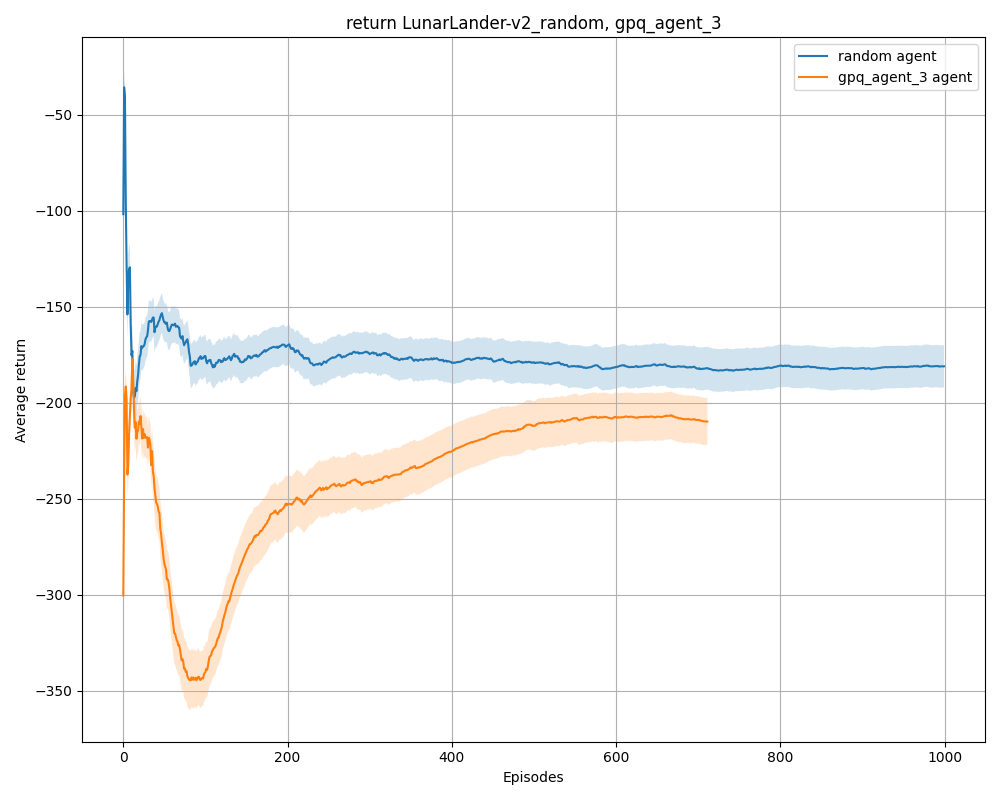 return LunarLander-v2_random, gpq_agent_3
random agent
gpq_agent_3 agent
Average return
−50
−100
−150
−200
−250
−300
−350
0
200
400
600
800
1000
Episodes